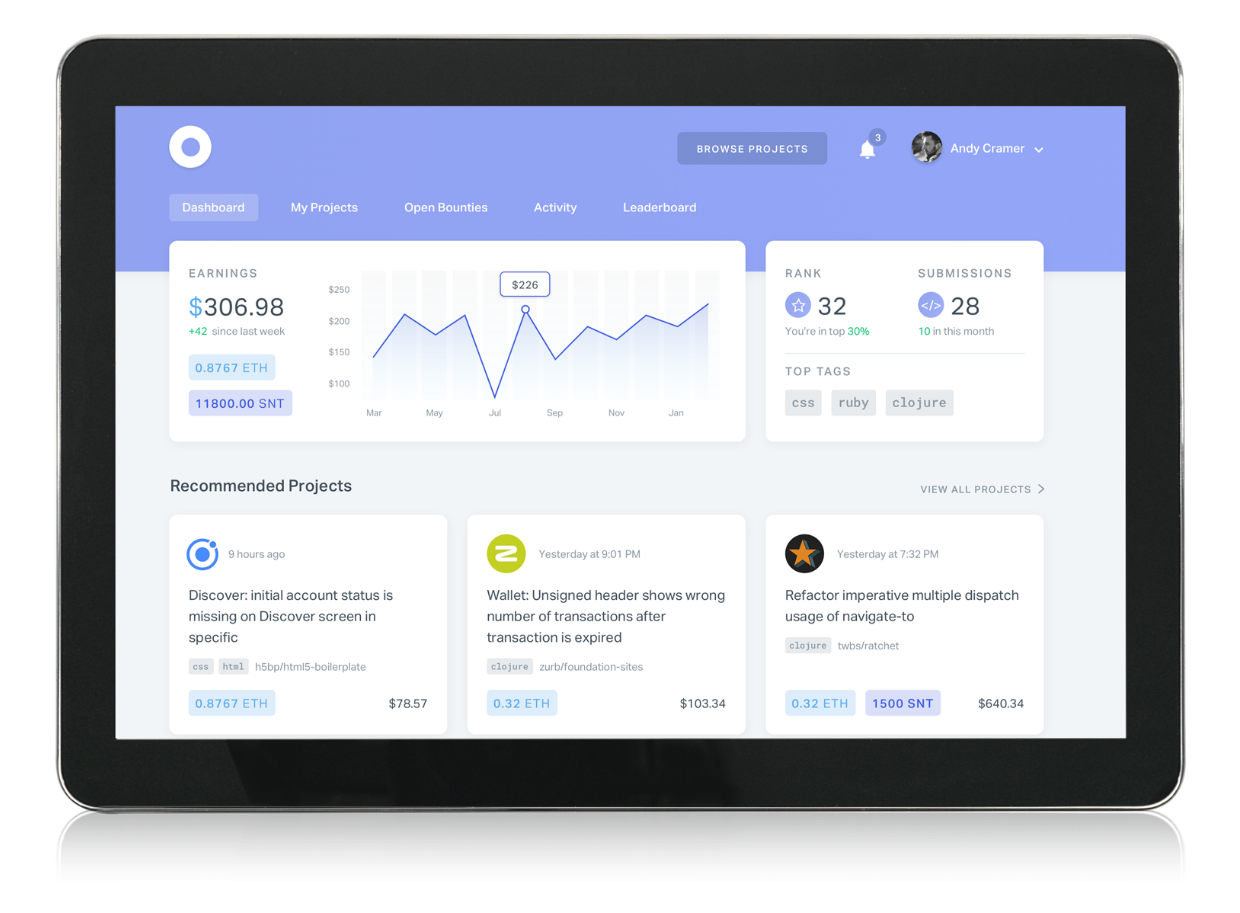 BROWSE PROJECTS
3
Andy Cramer
Dashboard
My Projects
Open Bounties
Activity
Leaderboard
EARNINGS
$306.98
+42 since last week
0.8767 ETH
11800.00 SNT
$250
$200
$150
$100
$226
Mar
May
Jul
Sep
Nov
Jan
RANK
32
You're in top 30%
SUBMISSIONS
</>
28
10 in this month
TOP TAGS
css
ruby
clojure
Recommended Projects
VIEW ALL PROJECTS
9 hours ago
Discover: initial account status is
missing on Discover screen in
specific
css html h5bp/html5-boilerplate
0.8767 ETH
$78.57
Yesterday at 9:01 PM
Wallet: Unsigned header shows wrong
number of transactions after
transaction is expired
clojure zurb/foundation-sites
0.32 ETH
$103.34
Yesterday at 7:32 PM
Refactor imperative multiple dispatch
usage of navigate-to
clojure twbs/ratchet
0.32 ETH
1500 SNT
$640.34